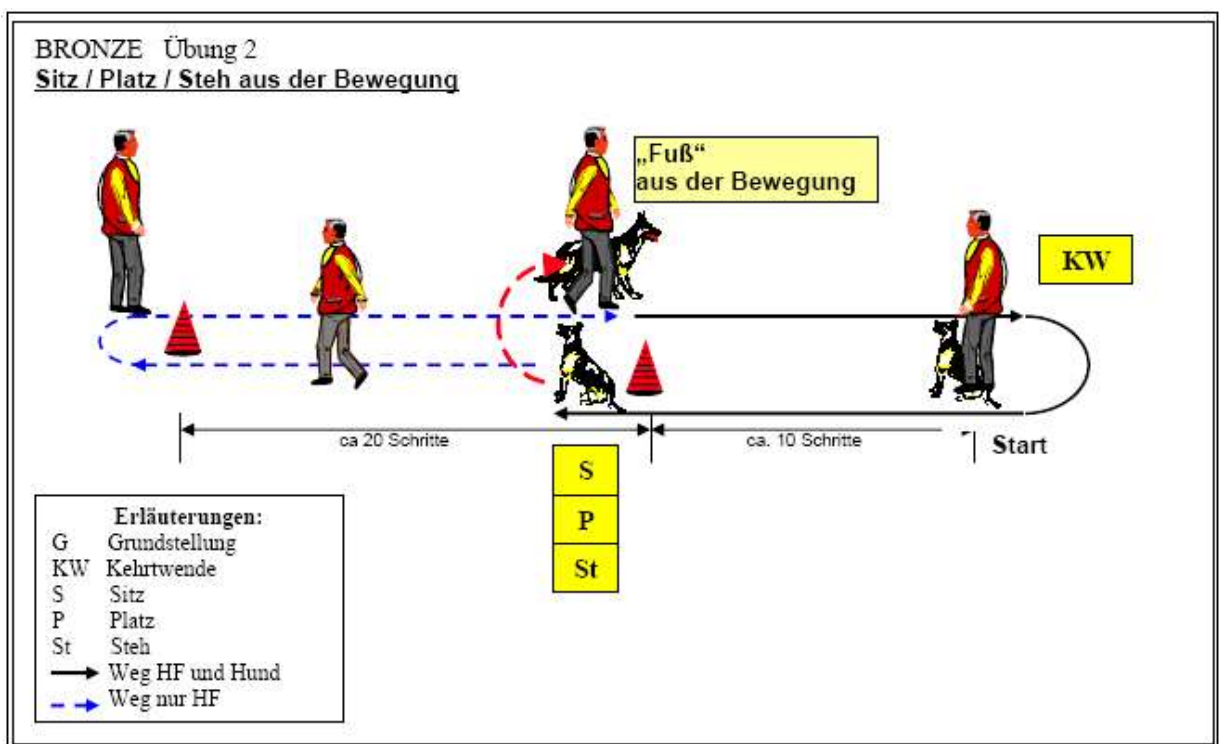 BRONZE Übung 2
Sitz / Platz / Steh aus der Bewegung
„Fuß“
aus der Bewegung
KW
ca 20 Schritte
ca. 10 Schritte
Start
S
P
St
Erläuterungen:
G Grundstellung
KW Kehrtwende
S Sitz
P Platz
St Steh
Weg HF und Hund
Weg nur HF